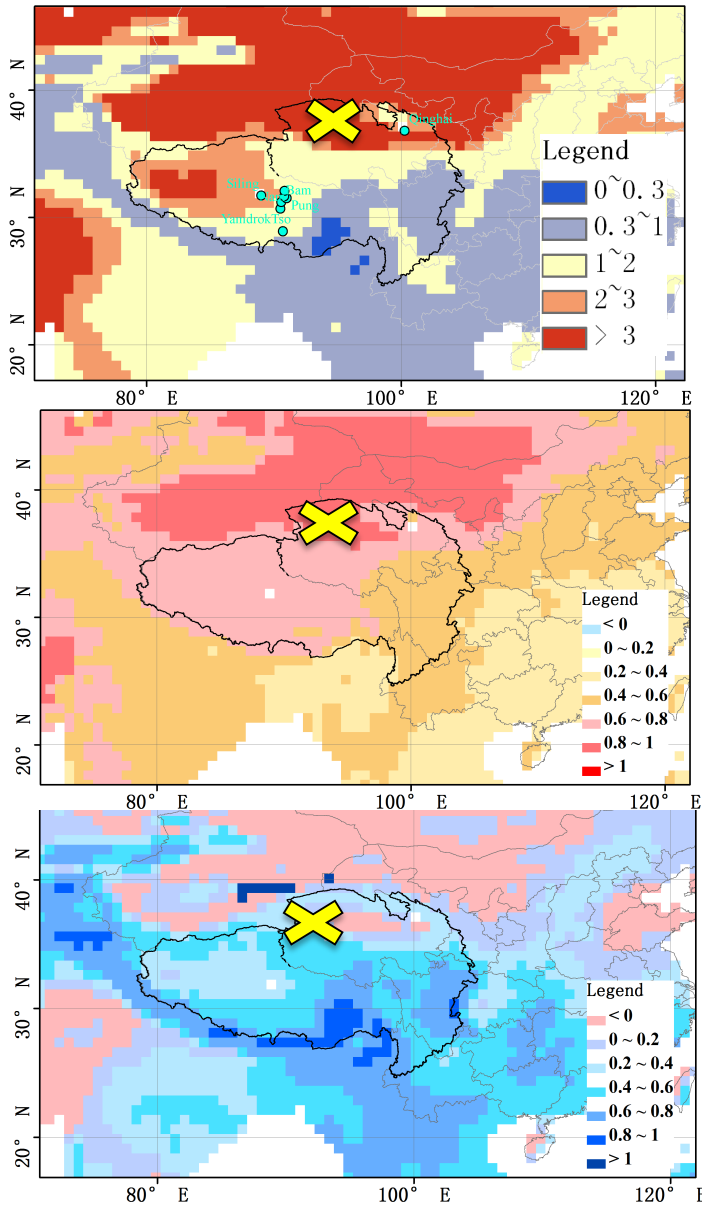 40° N
30° N
20° N
Qinghai
Siling
Bam
Pung
YamdrokTso
Legend
0~0.3
0.3~1
1~2
2~3
> 3
80° E
100° E
120° E
40° N
30° N
20° N
Legend
< 0
0 ~ 0.2
0.2 ~ 0.4
0.4 ~ 0.6
0.6 ~ 0.8
0.8 ~ 1
> 1
80° E
100° E
120° E
40° N
30° N
20° N
Legend
< 0
0 ~ 0.2
0.2 ~ 0.4
0.4 ~ 0.6
0.6 ~ 0.8
0.8 ~ 1
> 1
80° E
100° E
120° E